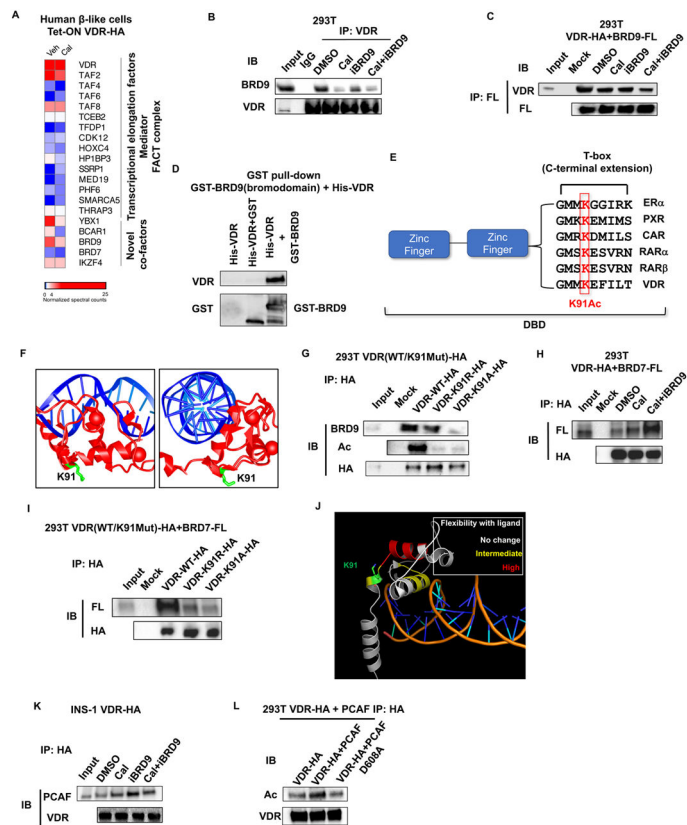 A
Human β-like cells
Tet-ON VDR-HA
Veh
Cal
VDR
TAF2
TAF4
TAF6
TAF8
TCEB2
TFDP1
CDK12
HOXC4
HP1BP3
SSRP1
MED19
PHF6
SMARCA5
THRAP3
YBX1
BCAR1
BRD9
BRD7
IKZF4
Transcriptional elongation factors
Mediator
FACT complex
Novel
co-factors
0 4 25
Normalized spectral counts
B
293T
IP: VDR
IB
Input
IgG
DMSO
Cal
iBRD9
Cal+iBRD9
BRD9
VDR
C
293T
VDR-HA+BRD9-FL
IB
Input
Mock
DMSO
Cal
iBRD9
Cal+iBRD9
IP: FL
VDR
FL
D
GST pull-down
GST-BRD9(bromodomain) + His-VDR
His-VDR
His-VDR+GST
His-VDR
+
GST-BRD9
VDR
GST
GST-BRD9
E
T-box
(C-terminal extension)
Zinc
Finger
Zinc
Finger
GMMKGGIRK ERα
GMKKEMIMS PXR
GMRKDMILS CAR
GMSKESVRN RARα
GMSKESVRN RARβ
GMMKEFILT VDR
K91Ac
DBD
F
K91
K91
G
293T VDR(WT/K91Mut)-HA
IP: HA
Input
Mock
VDR-WT-HA
VDR-K91R-HA
VDR-K91A-HA
IB
BRD9
Ac
HA
H
293T
VDR-HA+BRD7-FL
IP: HA
Input
Mock
DMSO
Cal
Cal+iBRD9
IB
FL
HA
I
293T VDR(WT/K91Mut)-HA+BRD7-FL
IP: HA
Input
Mock
VDR-WT-HA
VDR-K91R-HA
VDR-K91A-HA
IB
FL
HA
J
Flexibility with ligand
No change
Intermediate
High
K91
K
INS-1 VDR-HA
IP: HA
Input
DMSO
Cal
iBRD9
Cal+iBRD9
IB
PCAF
VDR
L
293T VDR-HA + PCAF IP: HA
IB
VDR-HA
VDR-HA+PCAF
VDR-HA+PCAF
D608A
Ac
VDR